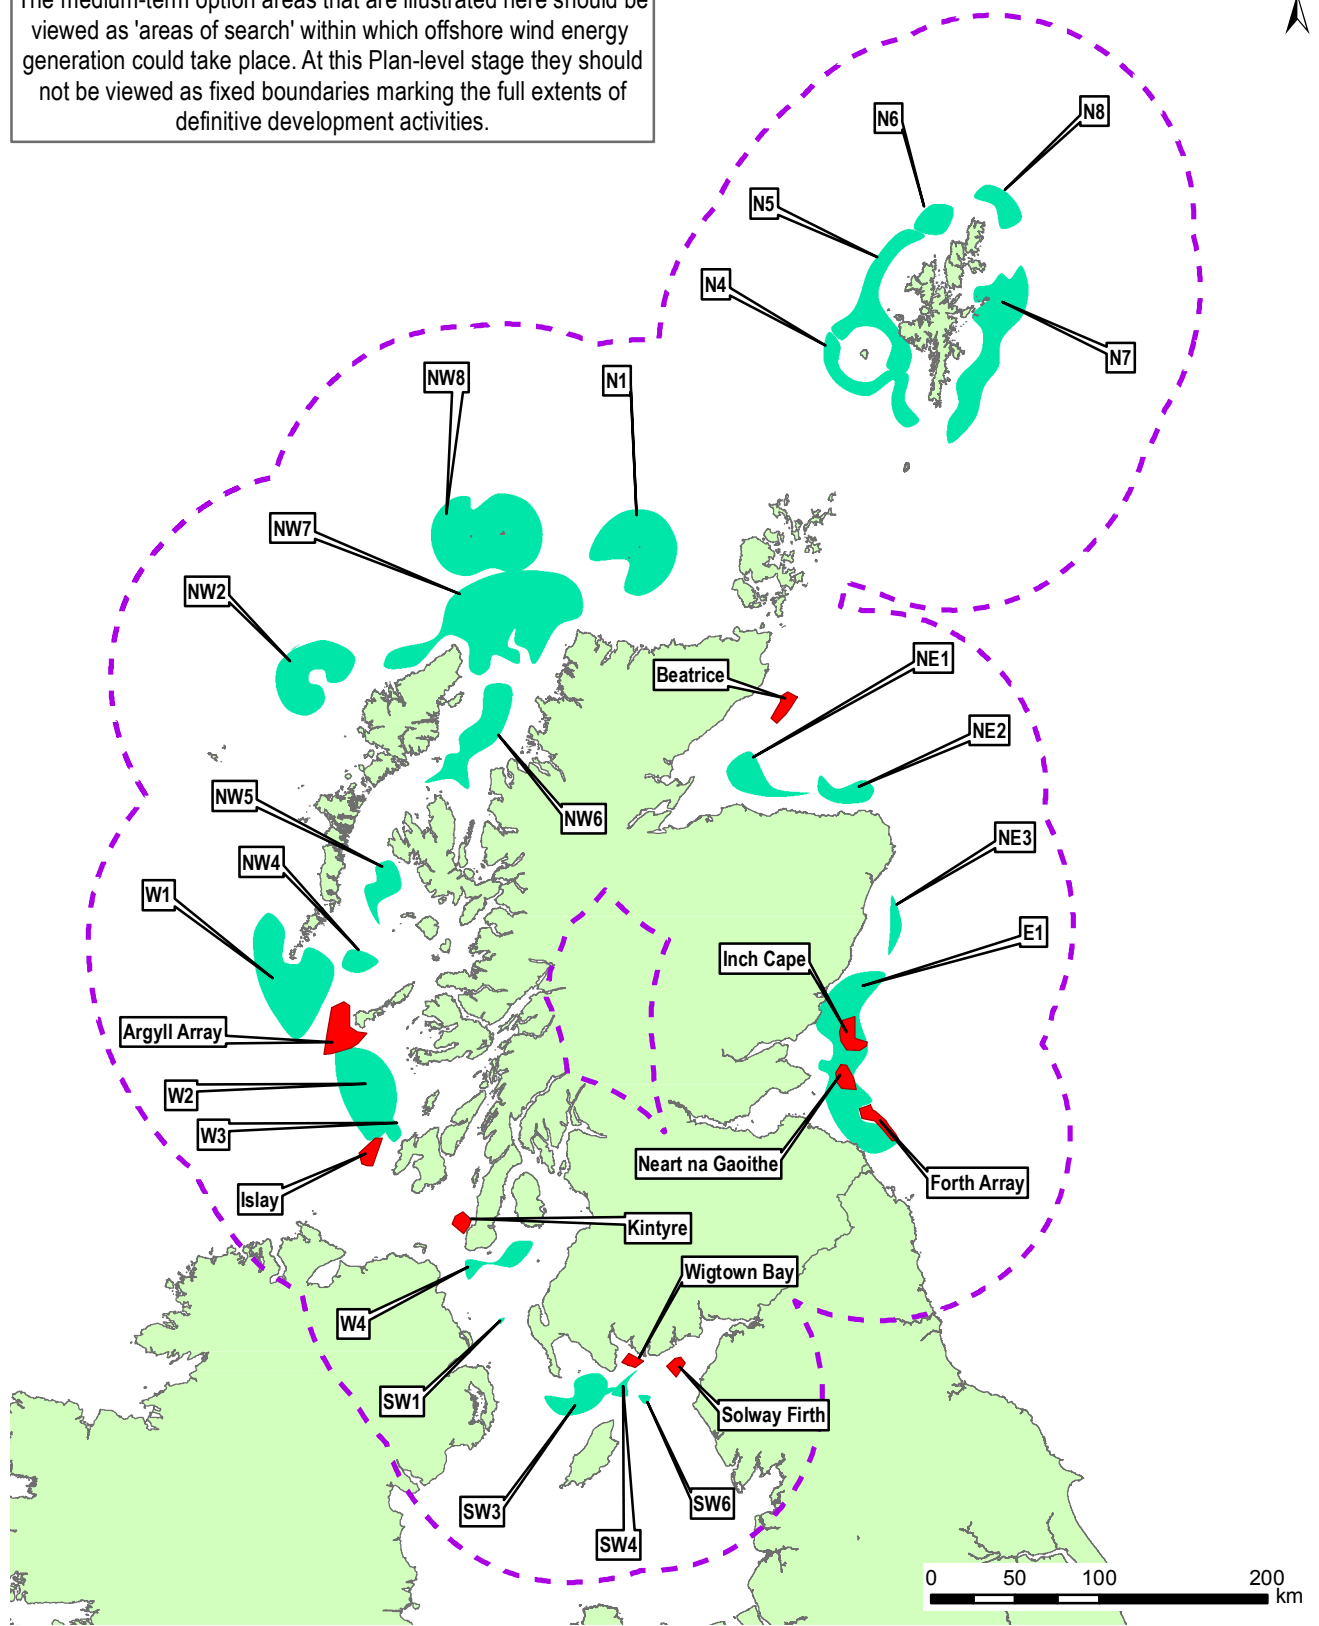 The medium-term option areas that are illustrated here should be
viewed as 'areas of search' within which offshore wind energy
generation could take place. At this Plan-level stage they should
not be viewed as fixed boundaries marking the full extents of
definitive development activities.
N6
N8
N5
N4
N7
NW8
N1
NW7
NW2
Beatrice
NE1
NE2
NW5
NW6
NE3
NW4
W1
E1
Inch Cape
Argyll Array
W2
W3
Neart na Gaoithe
Forth Array
Islay
Kintyre
Wigtown Bay
W4
SW1
Solway Firth
SW3
SW6
SW4
0 50 100 200
km